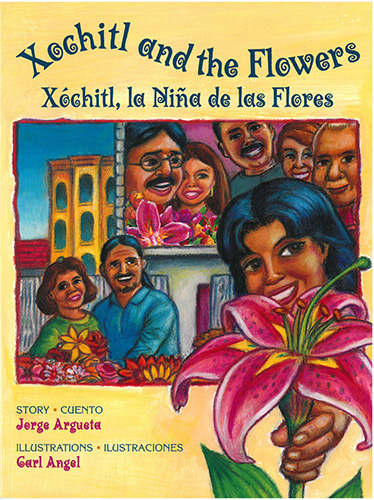 Xochitl and the Flowers
Xóchitl, la Niña de las Flores
STORY • CUENTO
Jorge Argueta
ILLUSTRATIONS • ILUSTRACIONES
Carl Angel